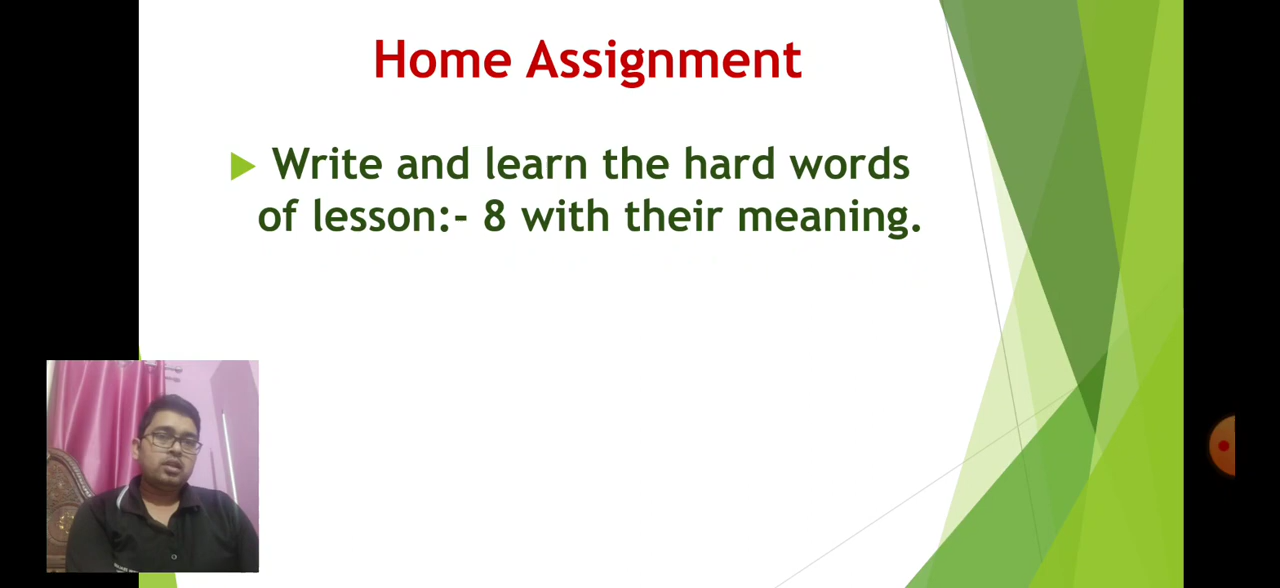 Home Assignment
Write and learn the hard words
of lesson:- 8 with their meaning.